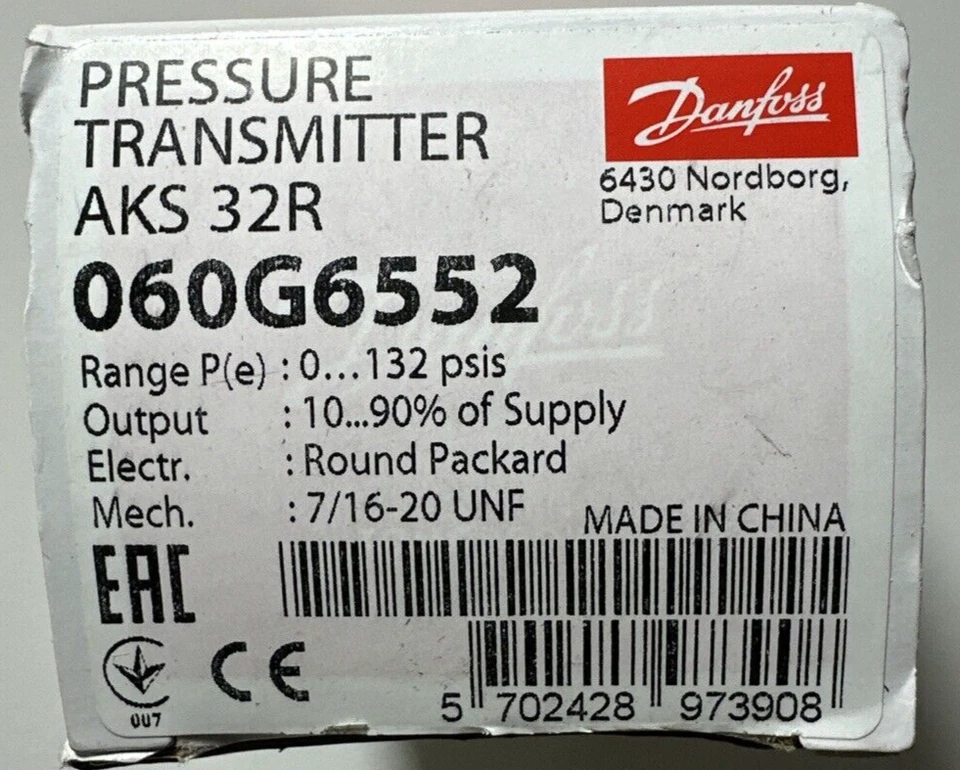 PRESSURE
TRANSMITTER
AKS 32R
060G6552
Danfoss
6430 Nordborg,
Denmark
Range P(e) : 0...132 psis
Output : 10...90% of Supply
Electr. : Round Packard
Mech. : 7/16-20 UNF
MADE IN CHINA
EAC
CE
007
5 702428 973908